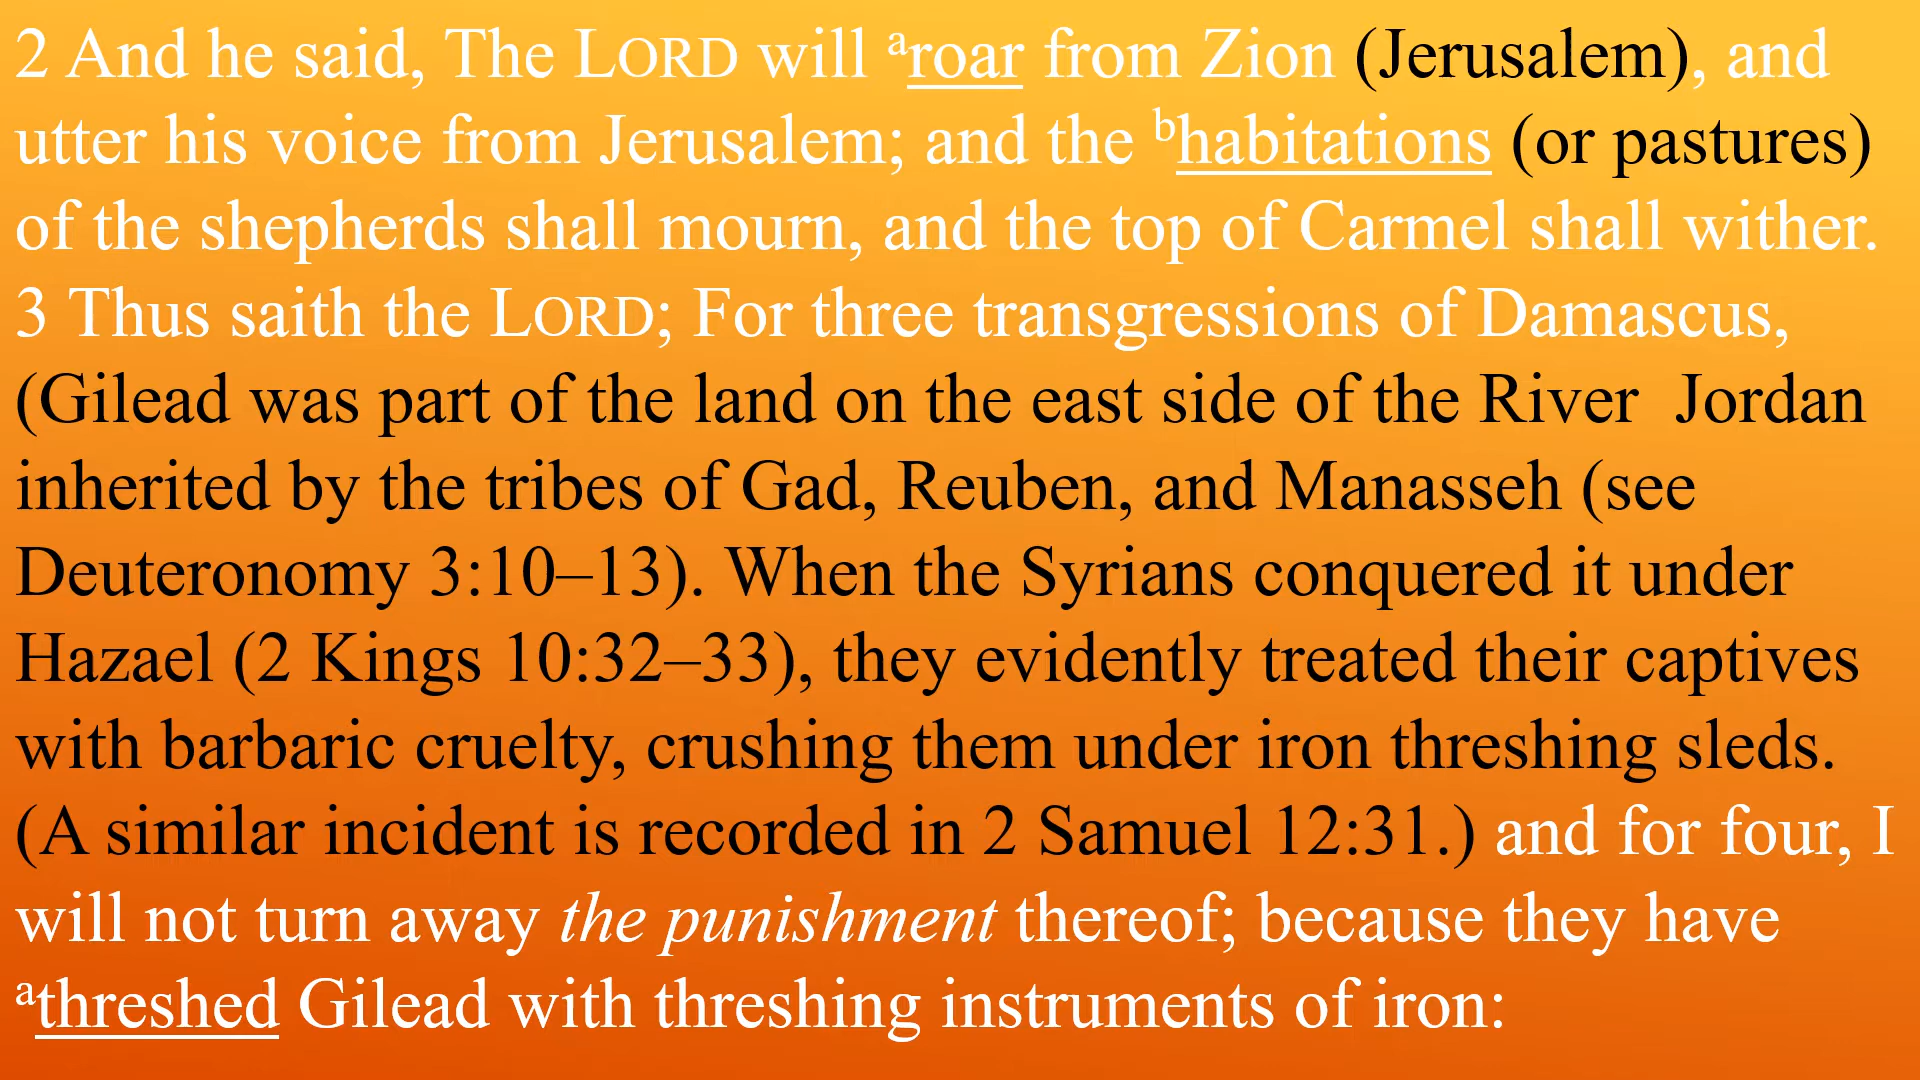 2 And he said, The LORD will aroar from Zion (Jerusalem), and
utter his voice from Jerusalem; and the bhabitations (or pastures)
of the shepherds shall mourn, and the top of Carmel shall wither.
3 Thus saith the LORD; For three transgressions of Damascus,
(Gilead was part of the land on the east side of the River  Jordan
inherited by the tribes of Gad, Reuben, and Manasseh (see
Deuteronomy 3:10–13). When the Syrians conquered it under
Hazael (2 Kings 10:32–33), they evidently treated their captives
with barbaric cruelty, crushing them under iron threshing sleds.
(A similar incident is recorded in 2 Samuel 12:31.) and for four, I
will not turn away the punishment thereof; because they have
athreshed Gilead with threshing instruments of iron: